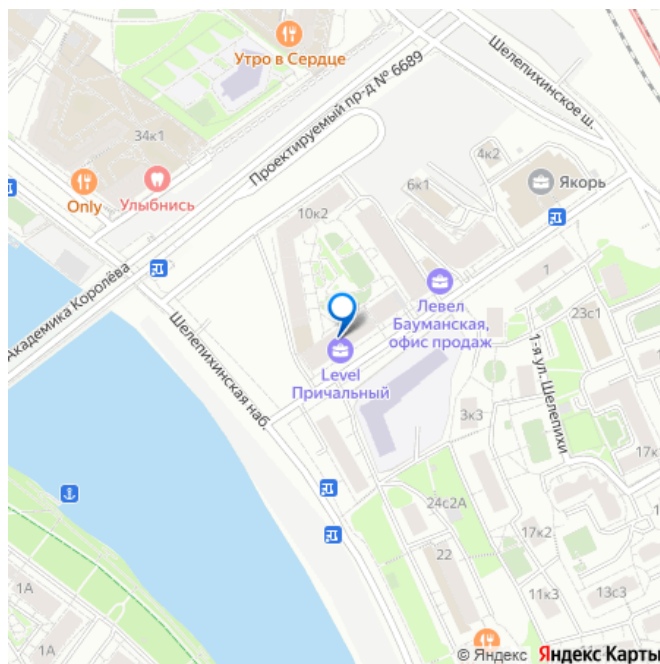 Утро в Сердце
Шелепихинское ш.
Проектируемый пр-д № 6689
34к1
4к2
6к1
Якорь
Only
Улыбнись
10к2
1
Академика Королёва
Левел
Бауманская,
офис продаж
23с1
Шелепихинская наб.
1-я ул. Шелепихи
Level
Причальный
3к3
17к
24с2А
17к2
22
1А
11к3
13с3
1А
© Яндекс Яндекс Карты